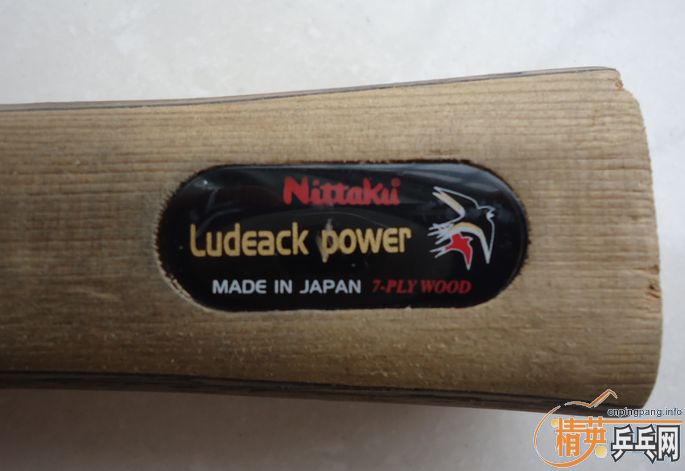 Nittaku
Ludeack power
MADE IN JAPAN 7-PLY WOOD
cnpingpang.info
精英乒乓网